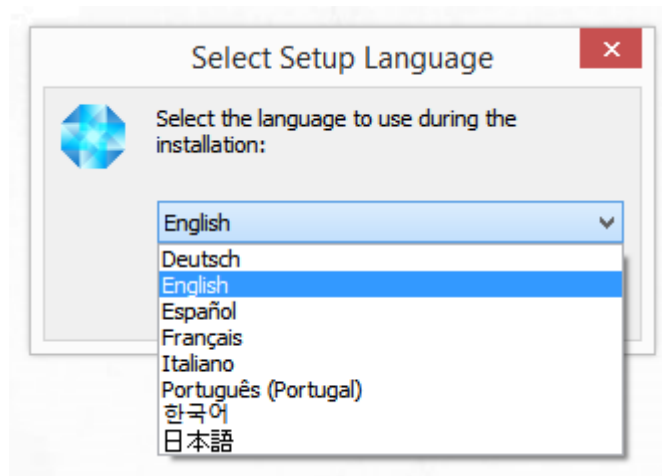 Select Setup Language
Select the language to use during the
installation:
English
Deutsch
English
Español
Français
Italiano
Português (Portugal)
한국어
日本語